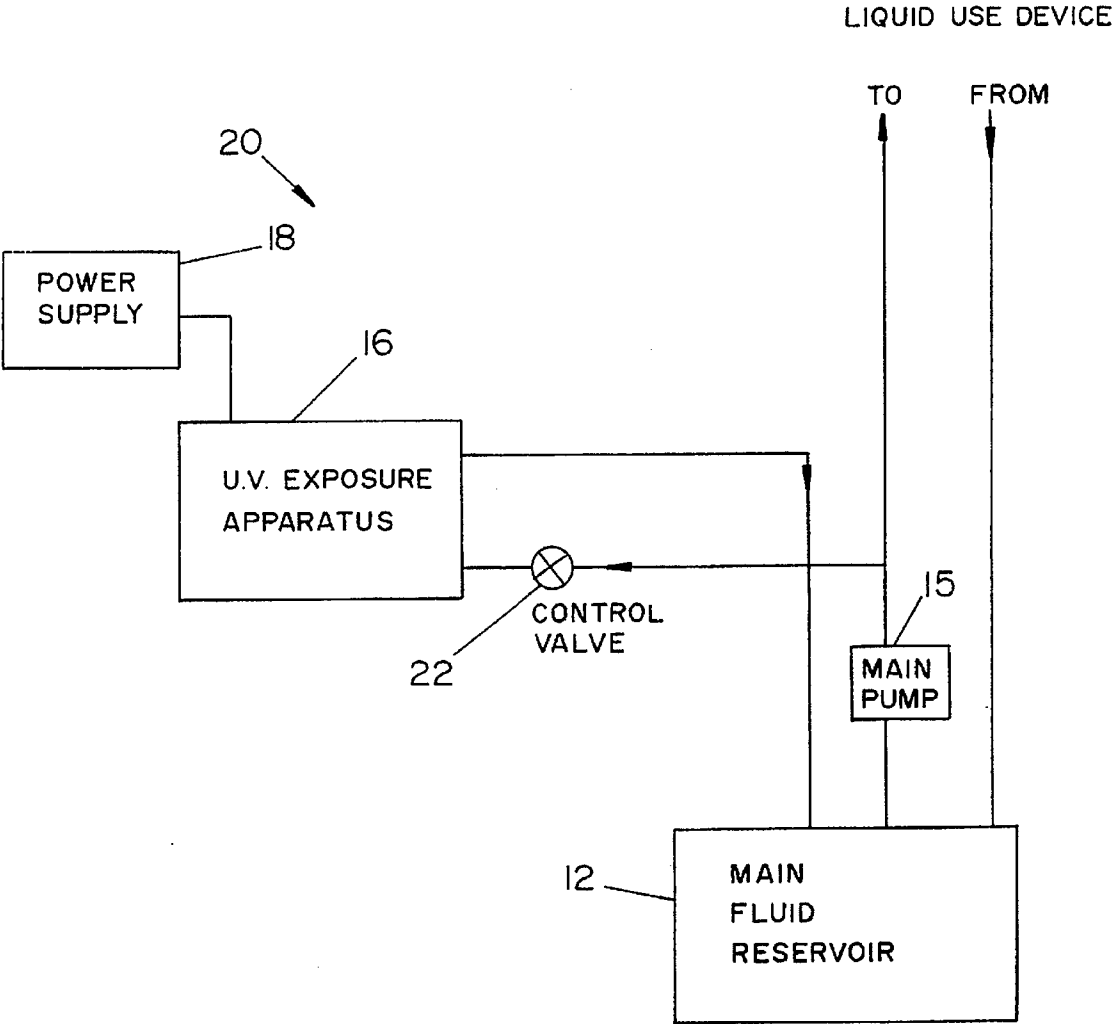 LIQUID USE DEVICE
TO FROM
20
18
POWER
SUPPLY
16
U.V. EXPOSURE
APPARATUS
15
CONTROL
VALVE
22
MAIN
PUMP
12
MAIN
FLUID
RESERVOIR